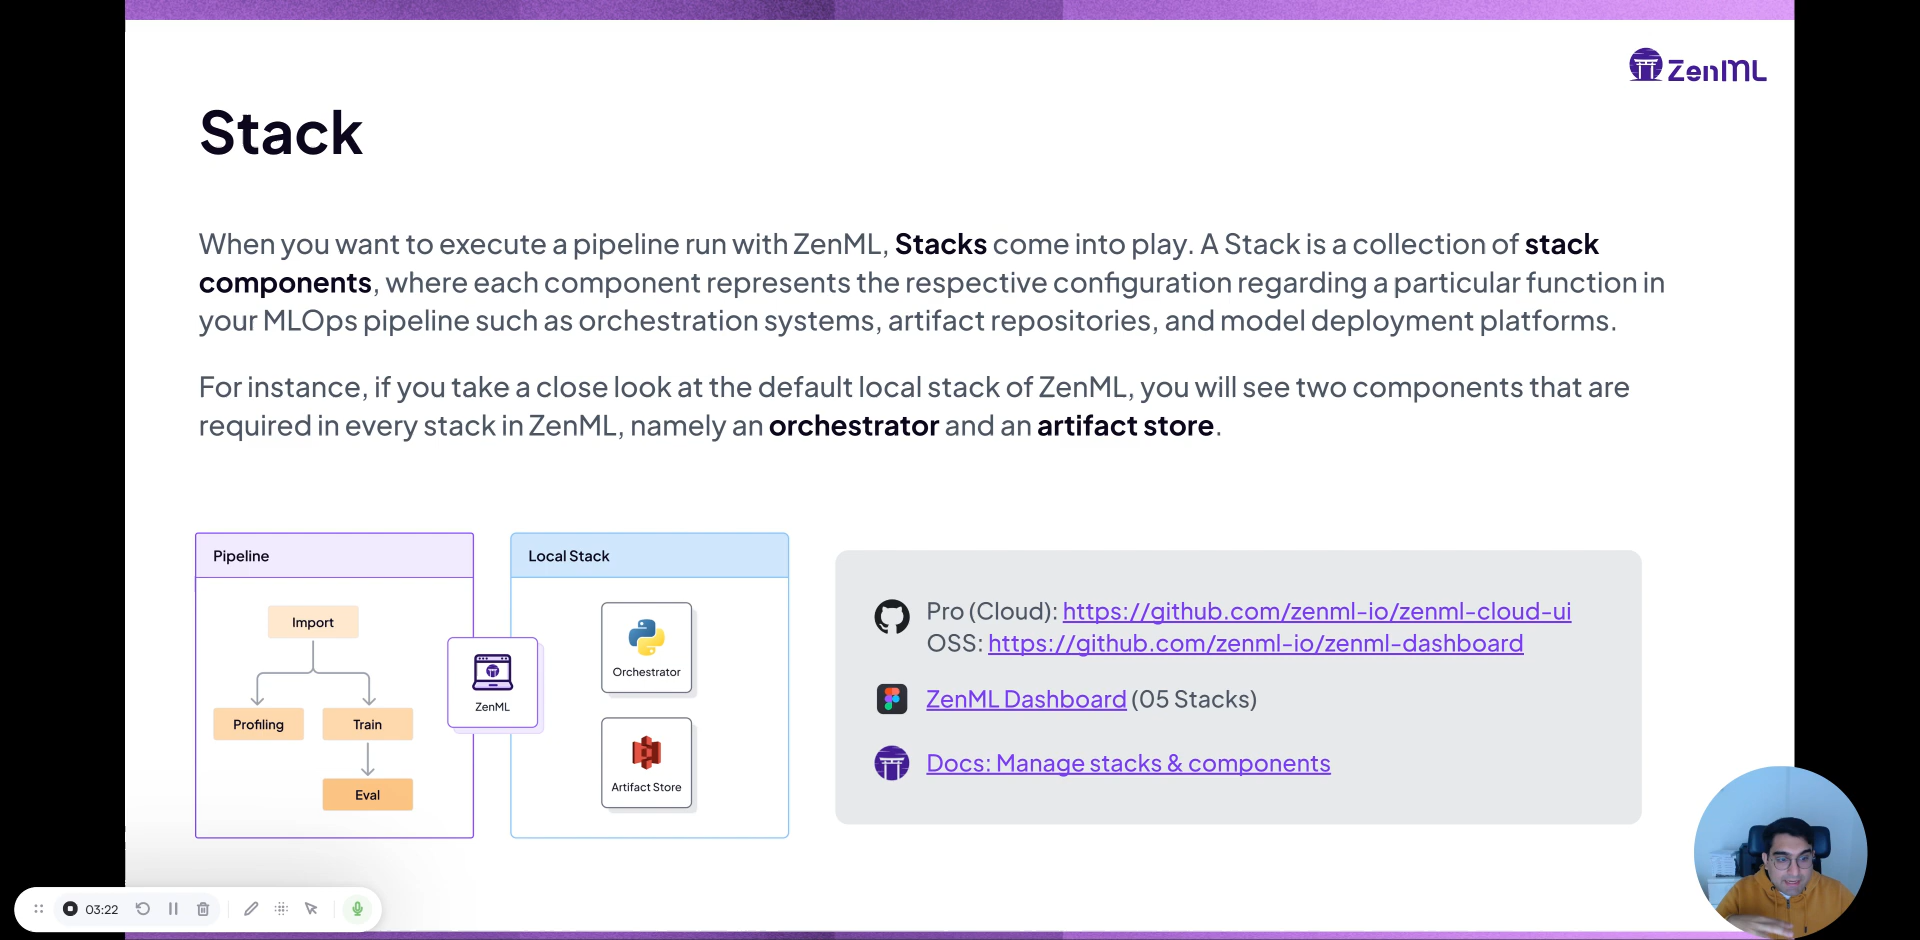 ZenML
Stack
When you want to execute a pipeline run with ZenML, Stacks come into play. A Stack is a collection of stack
components, where each component represents the respective configuration regarding a particular function in
your MLOps pipeline such as orchestration systems, artifact repositories, and model deployment platforms.
For instance, if you take a close look at the default local stack of ZenML, you will see two components that are
required in every stack in ZenML, namely an orchestrator and an artifact store.
Pipeline
Import
Profiling
Train
Eval
ZenML
Local Stack
Orchestrator
Artifact Store
Pro (Cloud): https://github.com/zenml-io/zenml-cloud-ui
OSS: https://github.com/zenml-io/zenml-dashboard
ZenML Dashboard (05 Stacks)
Docs: Manage stacks & components
03:22